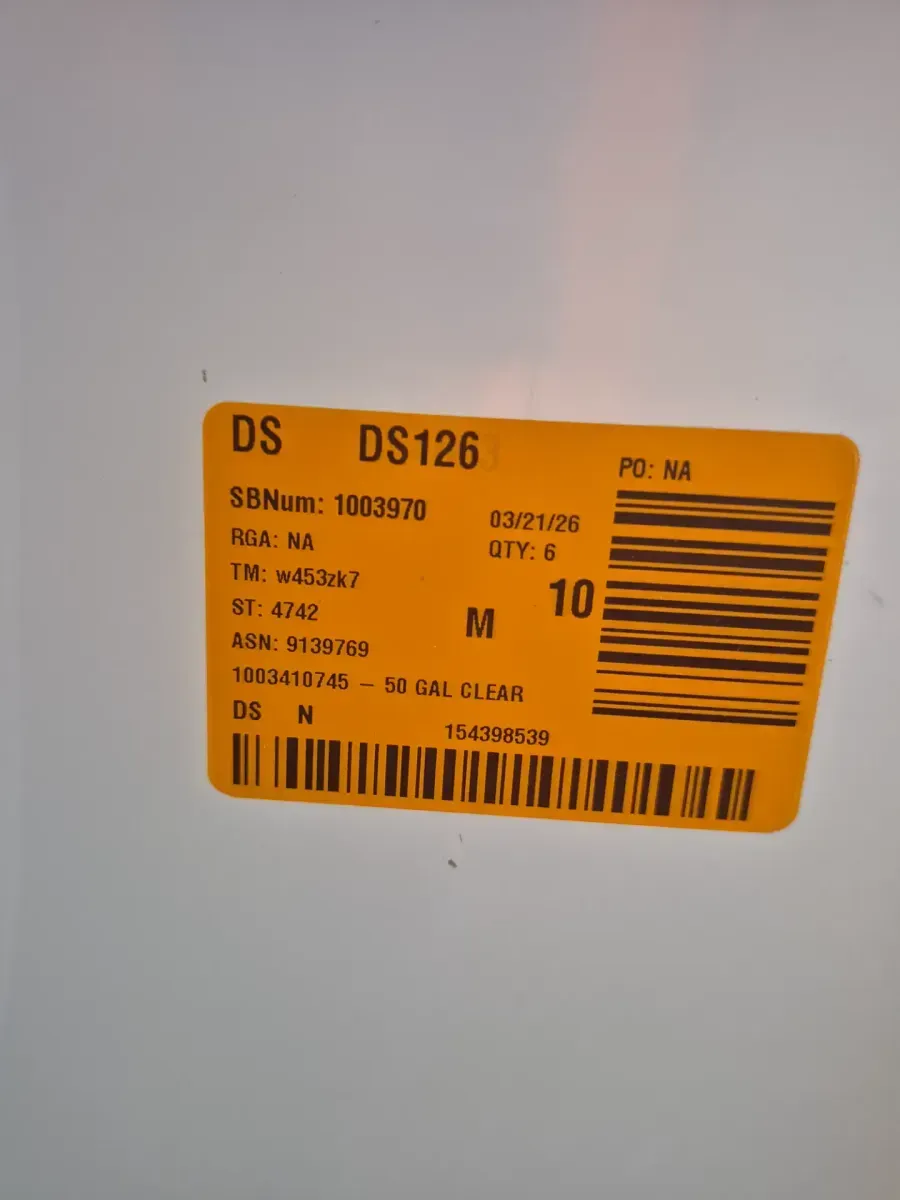 DS DS126
PO: NA
SBNum: 1003970
03/21/26
RGA: NA
QTY: 6
TM: w453zk7
10
ST: 4742
M
ASN: 9139769
1003410745 – 50 GAL CLEAR
DS N
154398539